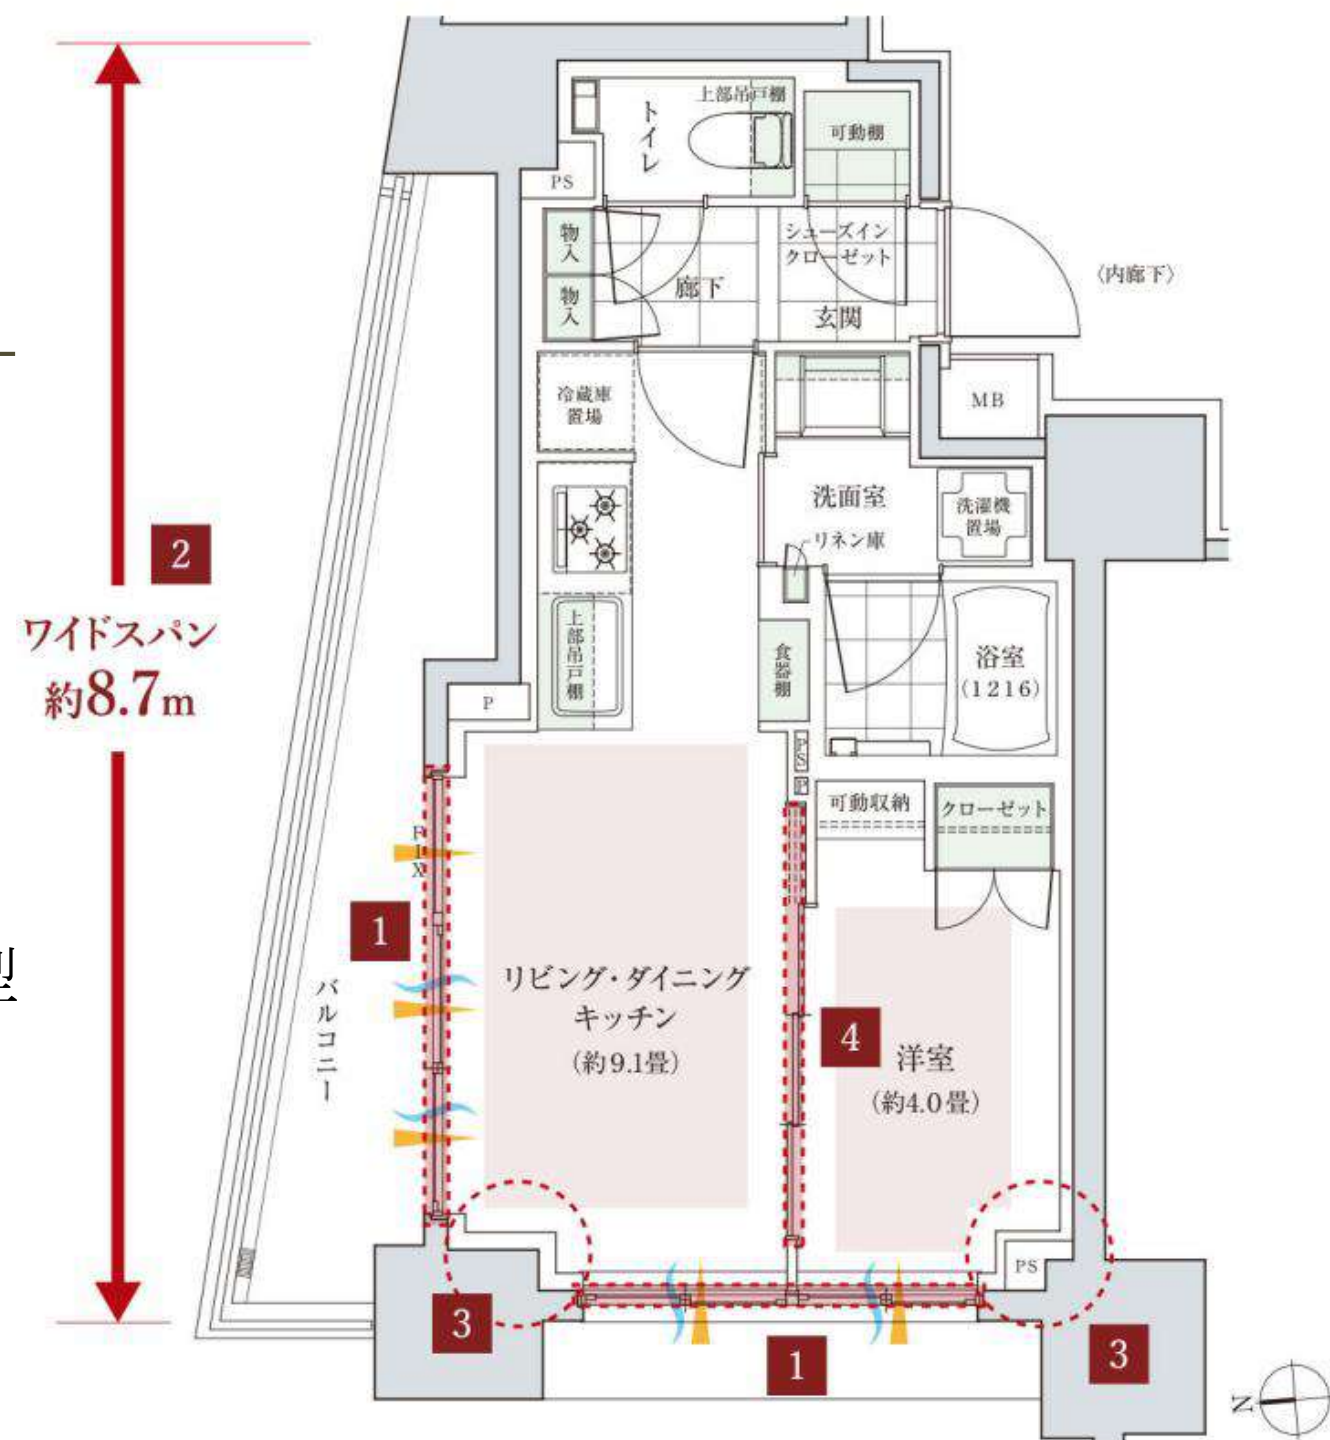 上部吊戸棚
トイレ
可動棚
PS
物入
シューズイン
クローゼット
〈内廊下〉
廊下
物入
玄関
冷蔵庫
置場
MB
洗面室
洗濯機
置場
リネン庫
2
ワイドスパン
約8.7m
上部吊戸棚
食器棚
浴室
(1216)
P
PS
P
可動収納
クローゼット
FIX
1
型
バルコニー
リビング・ダイニング
キッチン
(約9.1畳)
4
洋室
(約4.0畳)
PS
3
1
3
N